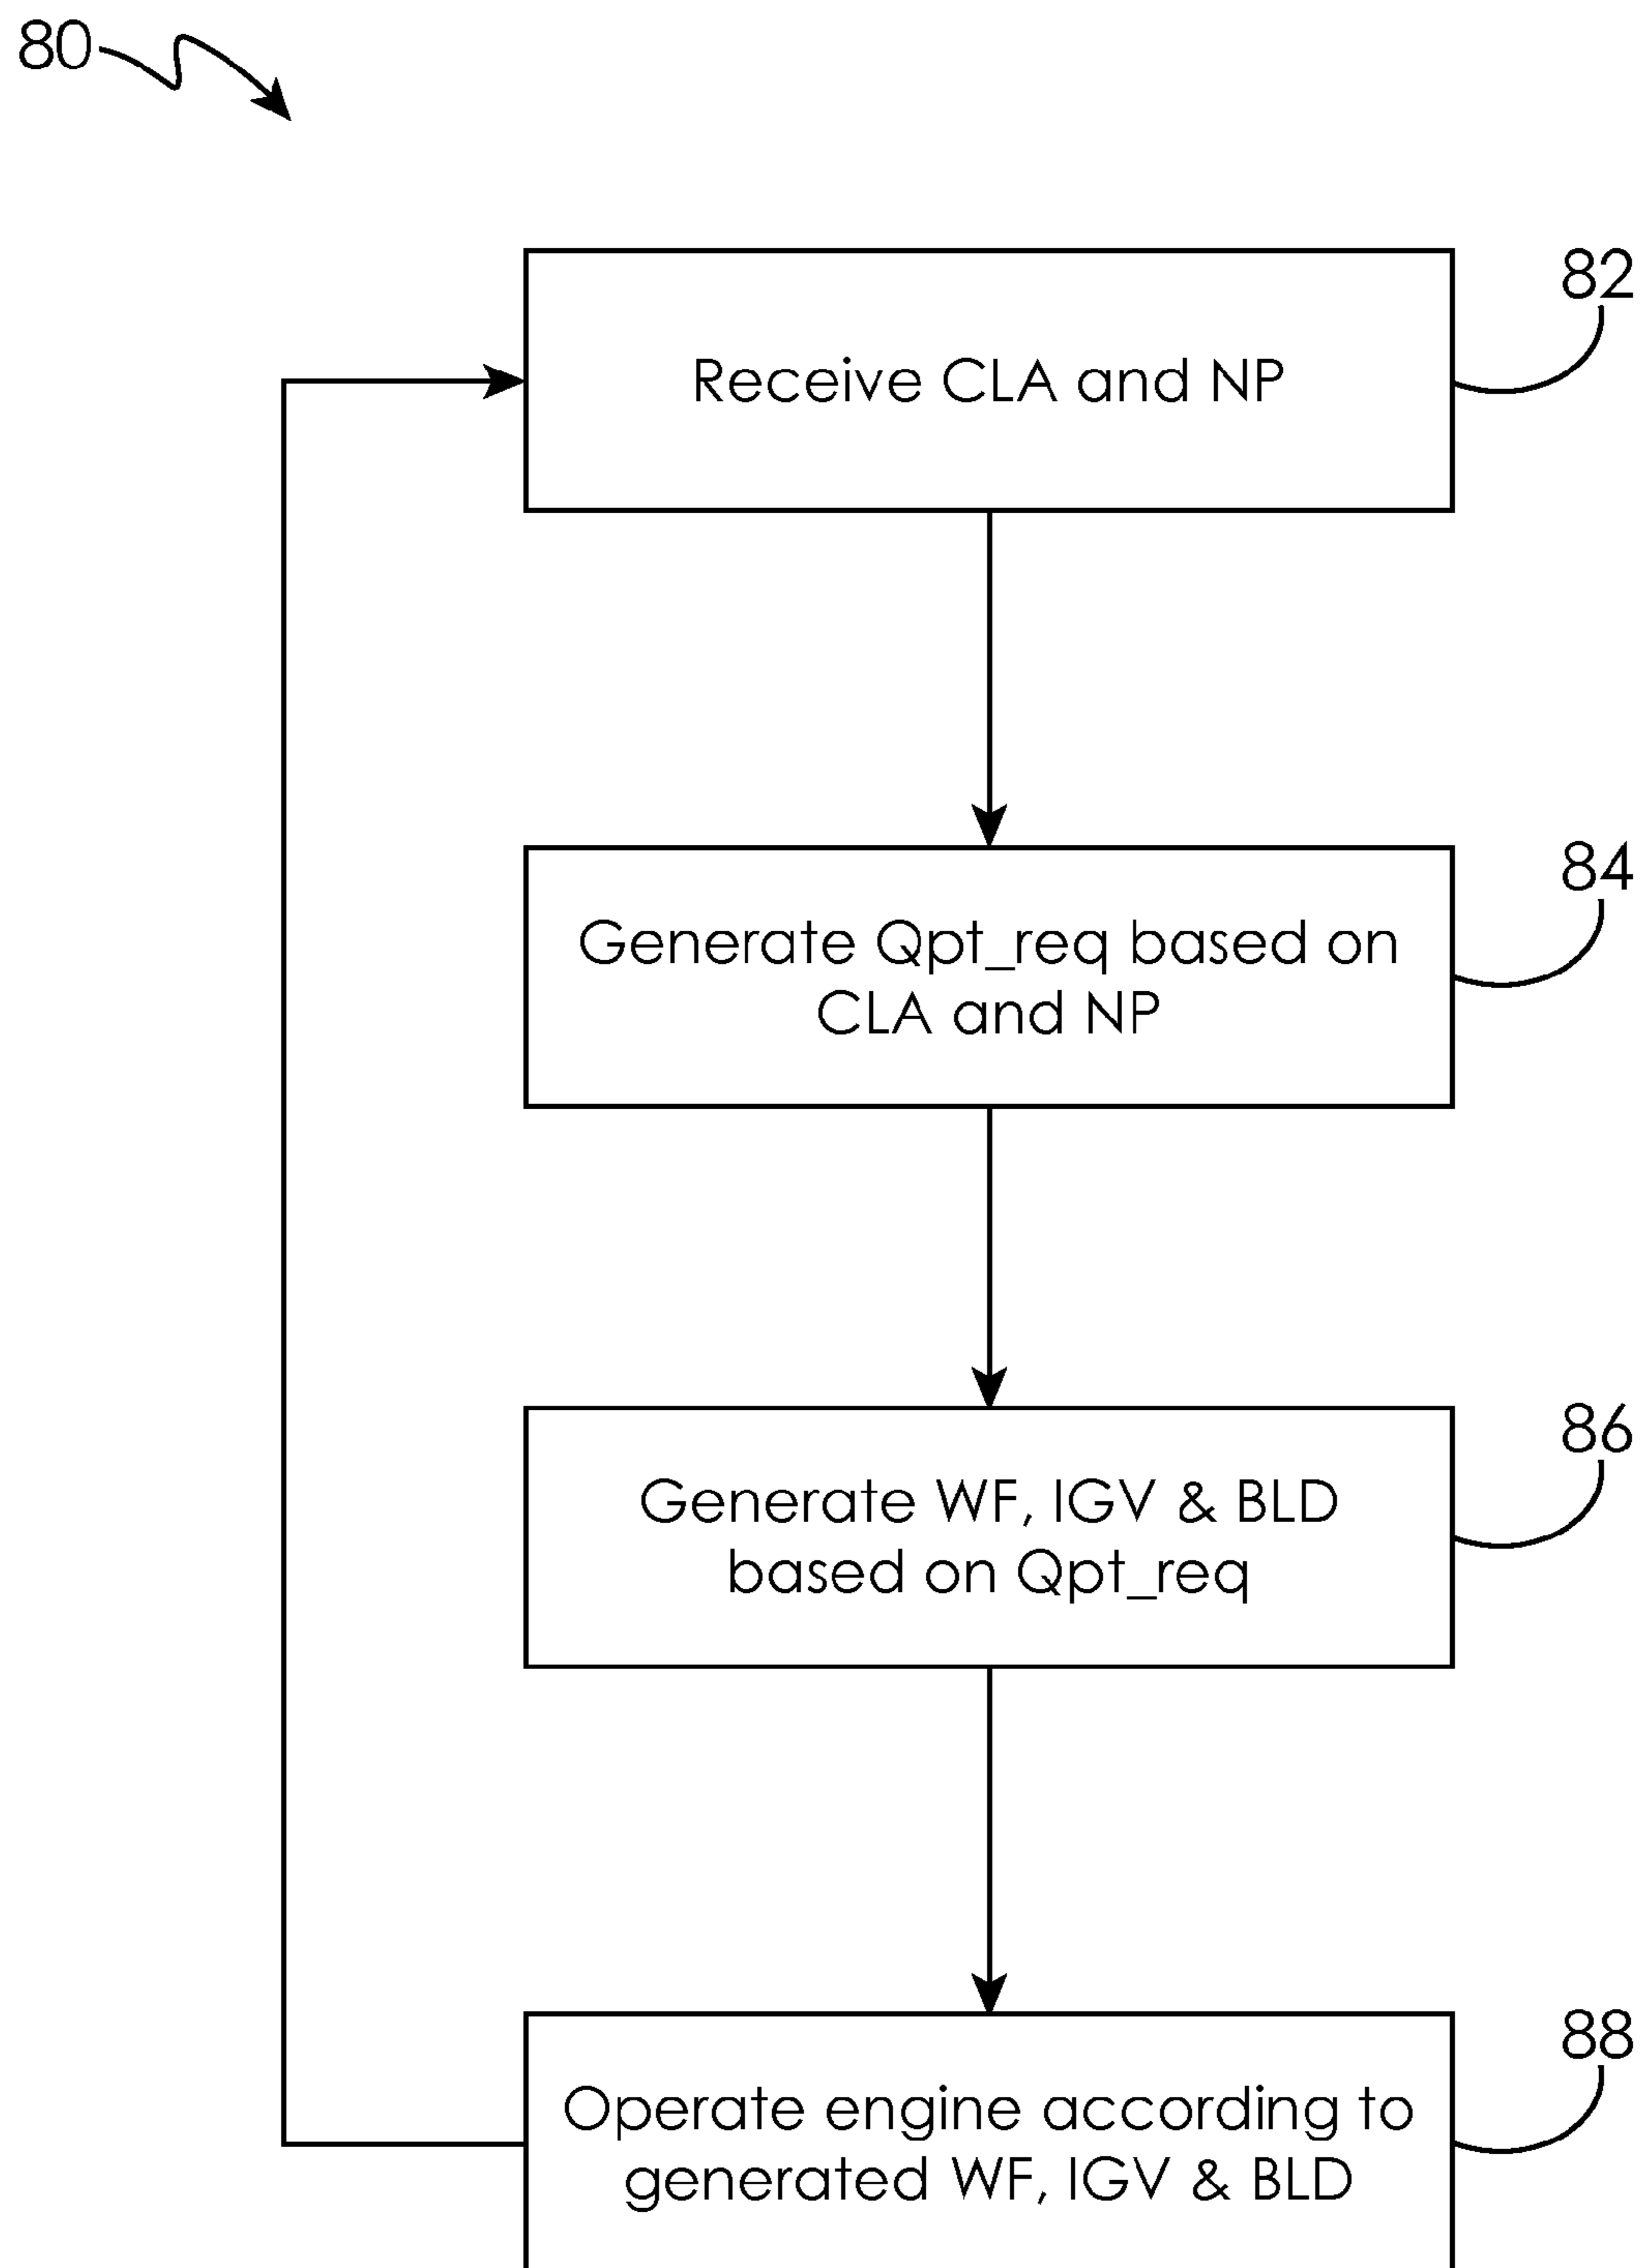 80
82
Receive CLA and NP
84
Generate Qpt_req based on
CLA and NP
86
Generate WF, IGV & BLD
based on Qpt_req
88
Operate engine according to
generated WF, IGV & BLD